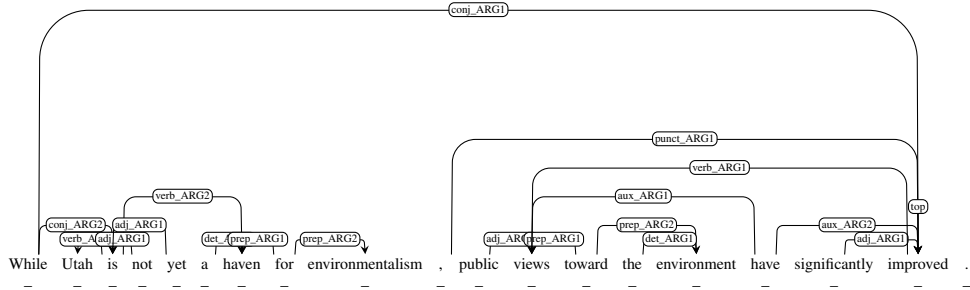 conj_ARG1
punct_ARG1
verb_ARG1
verb_ARG2 aux_ARG1
top
conj_ARG2 adj_ARG1 prep_ARG2 aux_ARG2
adj_ARG1 prep_ARG1 prep_ARG2 prep_ARG1 det_ARG1 adj_ARG1
While Utah is not yet a haven for environmentalism , public views toward the environment have significantly improved .
_ _ _ _ _ _ _ _ _ _ _ _ _ _ _ _ _ _ _ _